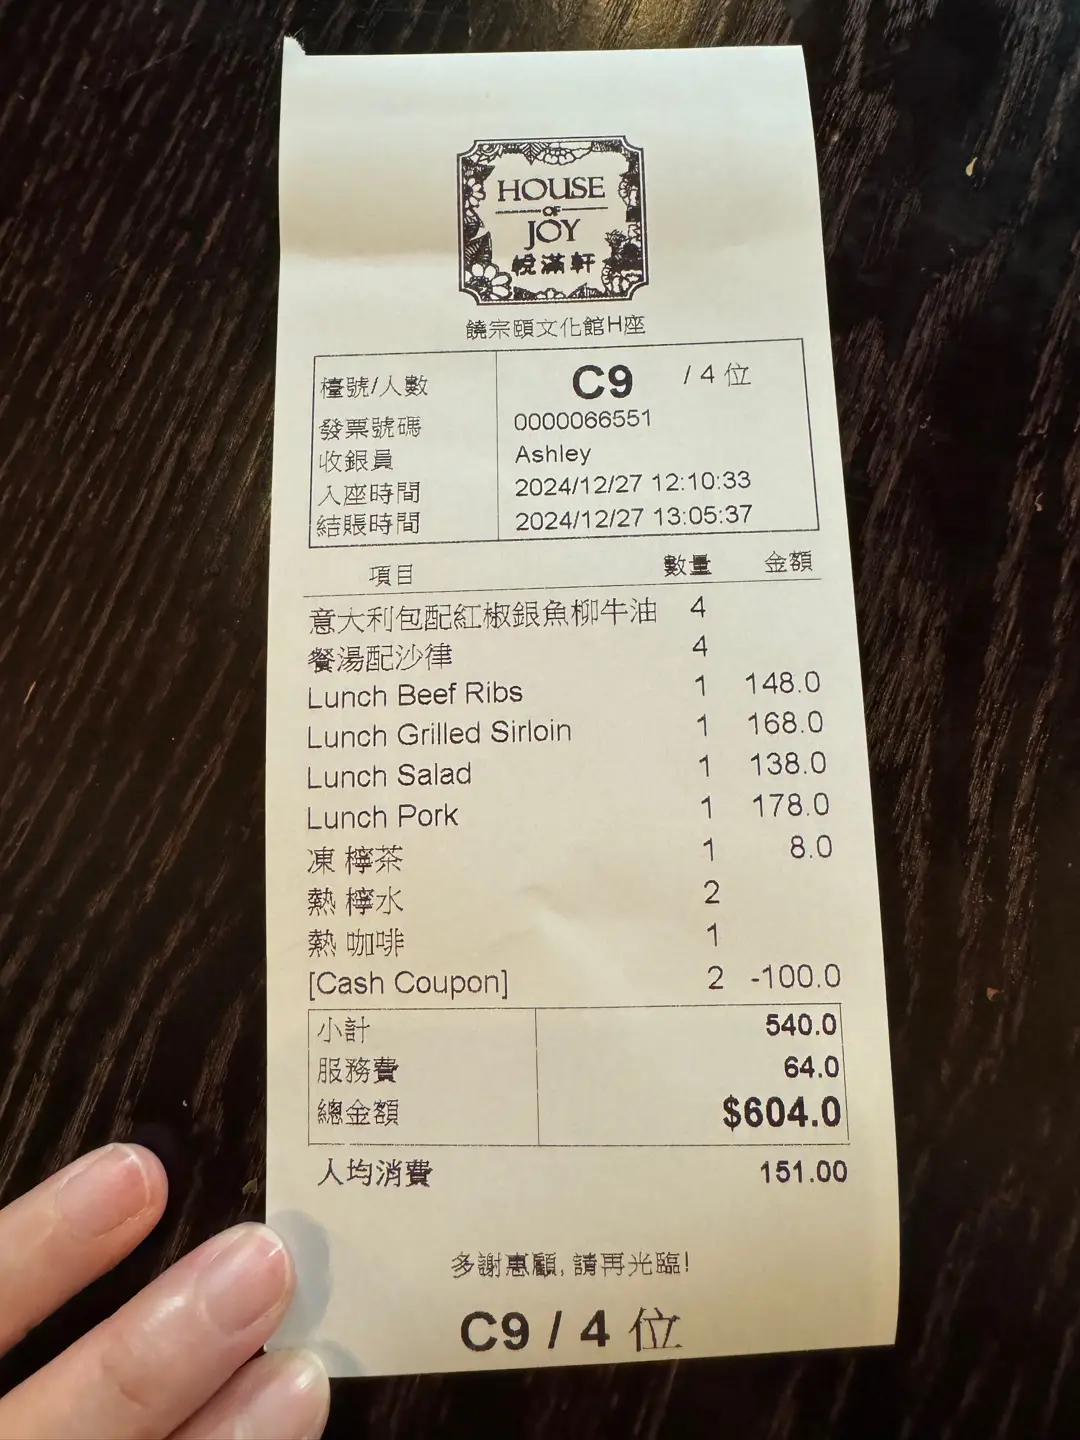 HOUSE
OF
JOY
悅滿軒
饒宗頤文化館H座
檯號/人數 C9 / 4 位
發票號碼 0000066551
收銀員 Ashley
入座時間 2024/12/27 12:10:33
結賬時間 2024/12/27 13:05:37
項目 數量 金額
意大利包配紅椒銀魚柳牛油 4
餐湯配沙律 4
Lunch Beef Ribs 1 148.0
Lunch Grilled Sirloin 1 168.0
Lunch Salad 1 138.0
Lunch Pork 1 178.0
凍 檸茶 1 8.0
熱 檸水 2
熱 咖啡 1
[Cash Coupon] 2 -100.0
小計 540.0
服務費 64.0
總金額 $604.0
人均消費 151.00
多謝惠顧, 請再光臨!
C9 / 4 位